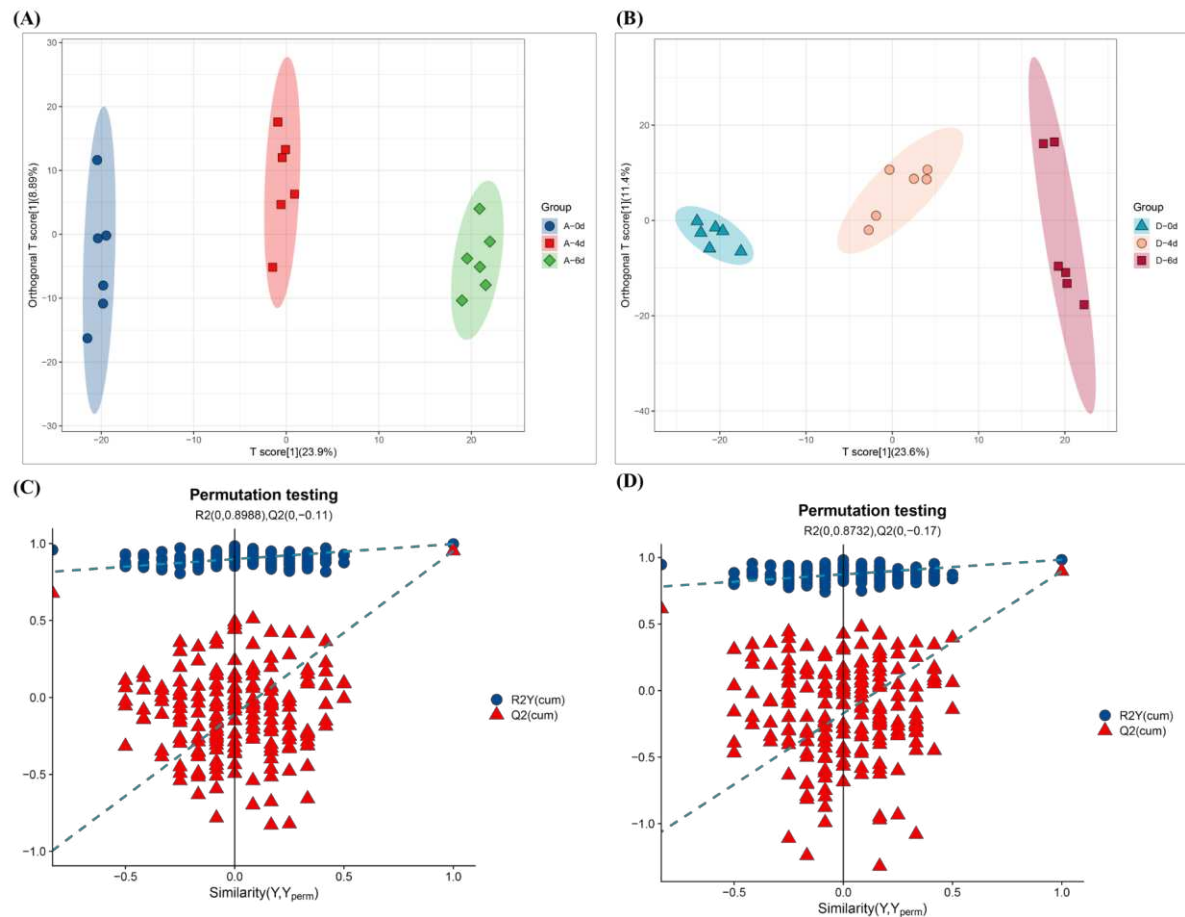 (A)
30
20
10
0
−10
−20
−30
Orthogonal T score[1](8.89%)
−20
−10
0
10
20
T score[1](23.9%)
Group
A−0d
A−4d
A−6d
(B)
20
0
−20
−40
Orthogonal T score[1](11.4%)
−20
−10
0
10
20
T score[1](23.6%)
Group
D−0d
D−4d
D−6d
(C)
Permutation testing
R2(0,0.8988),Q2(0,−0.11)
1.0
0.5
0.0
−0.5
−1.0
−0.5
0.0
0.5
1.0
Similarity(Y,Yperm)
R2Y(cum)
Q2(cum)
(D)
Permutation testing
R2(0,0.8732),Q2(0,−0.17)
1.0
0.5
0.0
−0.5
−1.0
−0.5
0.0
0.5
1.0
Similarity(Y,Yperm)
R2Y(cum)
Q2(cum)